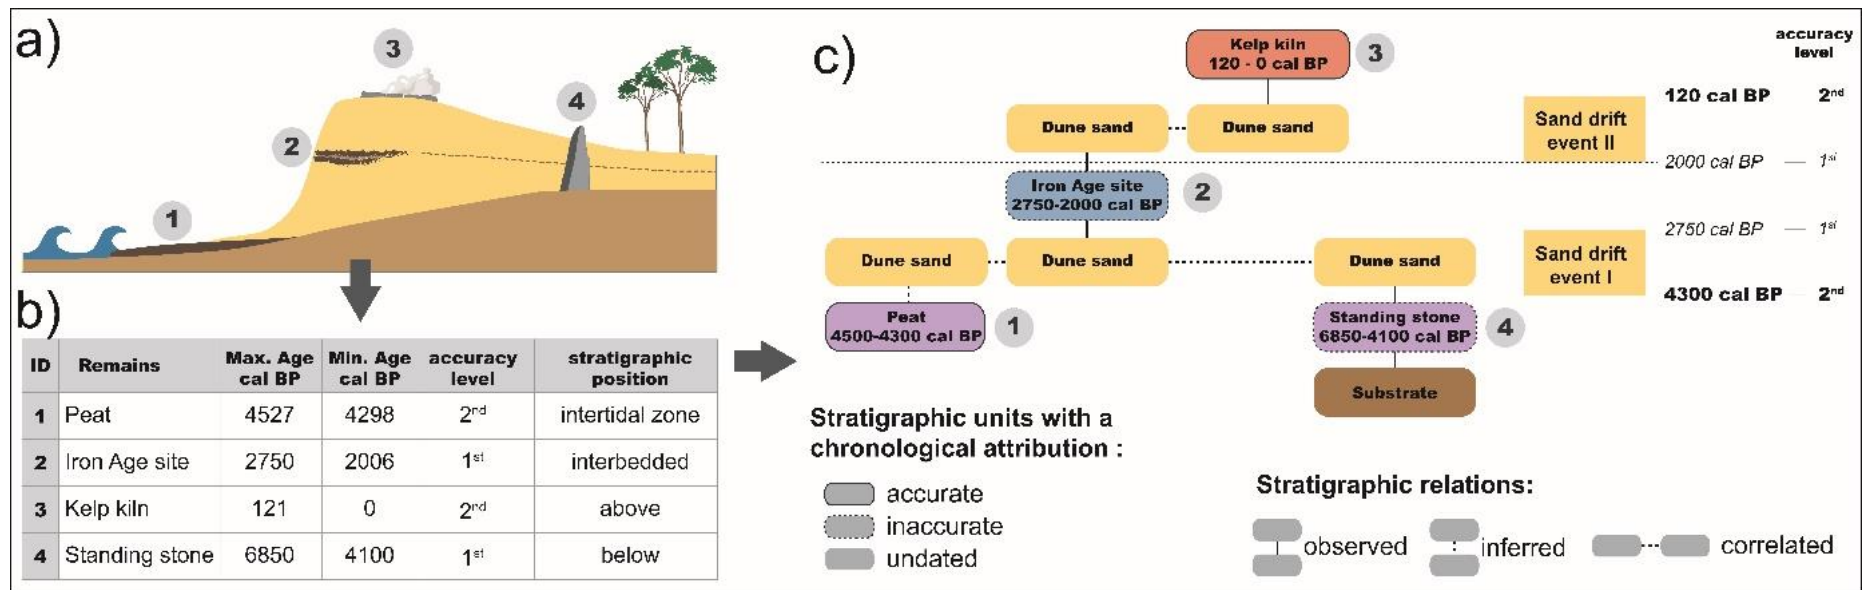 a)
3
4
2
1
b)
ID Remains Max. Age cal BP Min. Age cal BP accuracy level stratigraphic position
1 Peat 4527 4298 2nd intertidal zone
2 Iron Age site 2750 2006 1st interbedded
3 Kelp kiln 121 0 2nd above
4 Standing stone 6850 4100 1st below
c)
Kelp kiln
120 - 0 cal BP
3
accuracy
level
120 cal BP 2nd
Dune sand
Dune sand
Sand drift
event II
2000 cal BP 1st
Iron Age site
2750-2000 cal BP
2
2750 cal BP 1st
Dune sand
Dune sand
Dune sand
Sand drift
event I
4300 cal BP 2nd
Peat
4500-4300 cal BP
1
Standing stone
6850-4100 cal BP
4
Substrate
Stratigraphic units with a
chronological attribution :
accurate
inaccurate
undated
Stratigraphic relations:
observed
inferred
correlated